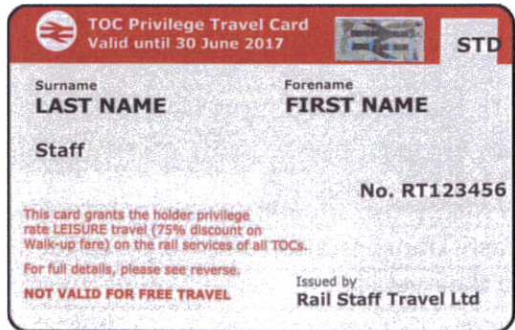 TOC Privilege Travel Card
Valid until 30 June 2017
STD
Surname
LAST NAME
Forename
FIRST NAME
Staff
No. RT123456
This card grants the holder privilege
rate LEISURE travel (75% discount on
Walk-up fare) on the rail services of all TOCs.
For full details, please see reverse.
NOT VALID FOR FREE TRAVEL
Issued by
Rail Staff Travel Ltd